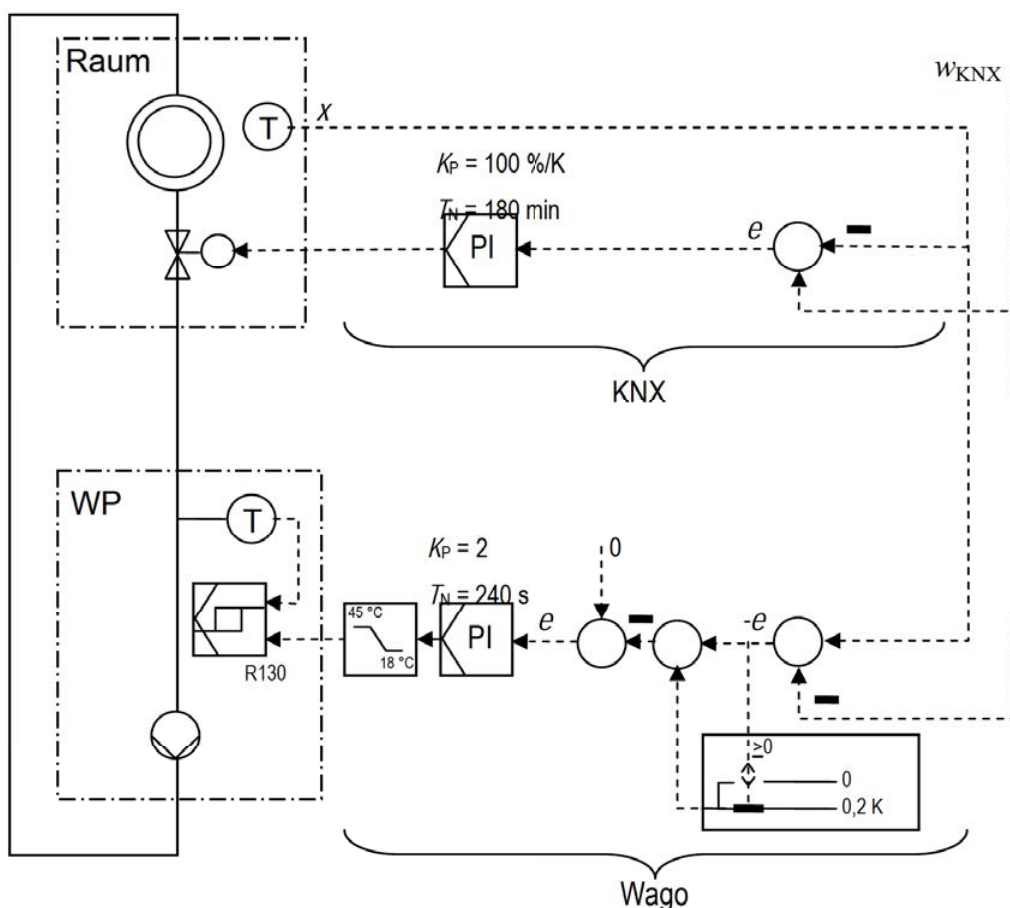 Raum
T
x
w_KNX
K_P = 100 %/K
T_N = 180 min
PI
e
KNX
WP
T
R130
K_P = 2
T_N = 240 s
45 °C
18 °C
PI
e
0
-e
≥0
0
0,2 K
Wago